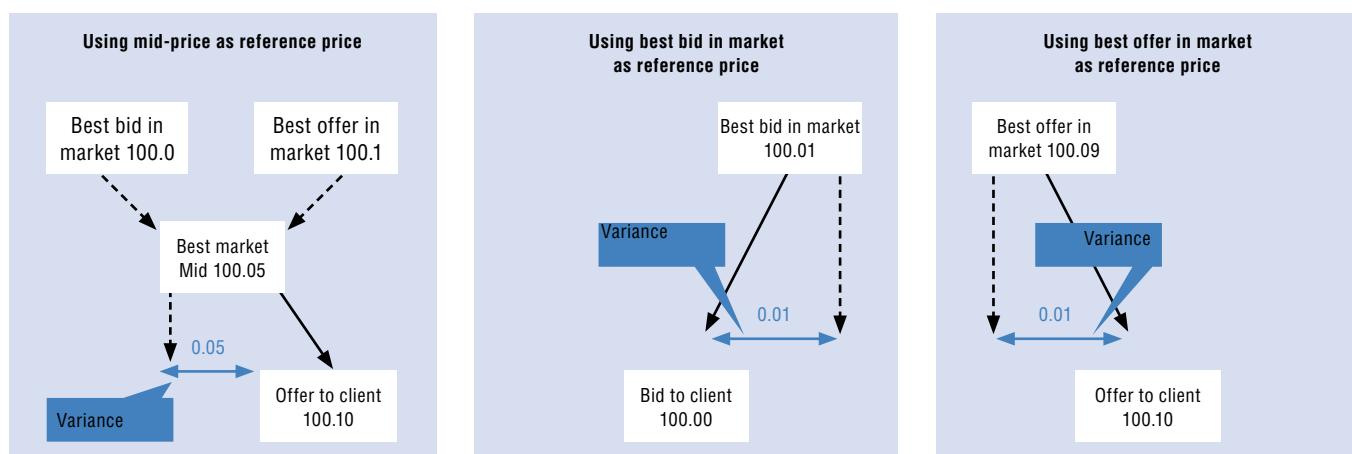 Using mid-price as reference price
Best bid in
market 100.0
Best offer in
market 100.1
Best market
Mid 100.05
0.05
Variance
Offer to client
100.10
Using best bid in market
as reference price
Best bid in market
100.01
Variance
0.01
Bid to client
100.00
Using best offer in market
as reference price
Best offer in
market 100.09
Variance
0.01
Offer to client
100.10